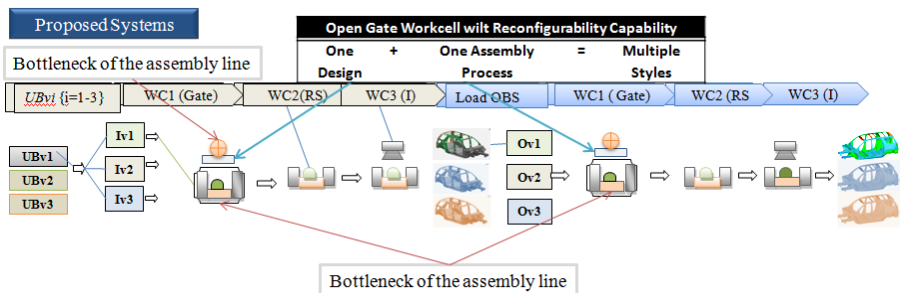 Proposed Systems
Open Gate Workcell wilt Reconfigurability Capability
One + One Assembly = Multiple
Design Process Styles
Bottleneck of the assembly line
UBvi {i=1-3} WC1 (Gate) WC2(RS) WC3 (I) Load OBS WC1 ( Gate) WC2 (RS WC3 (I)
Iv1 Ov1
UBv1
Iv2 Ov2
UBv2
UBv3 Iv3 Ov3
Bottleneck of the assembly line